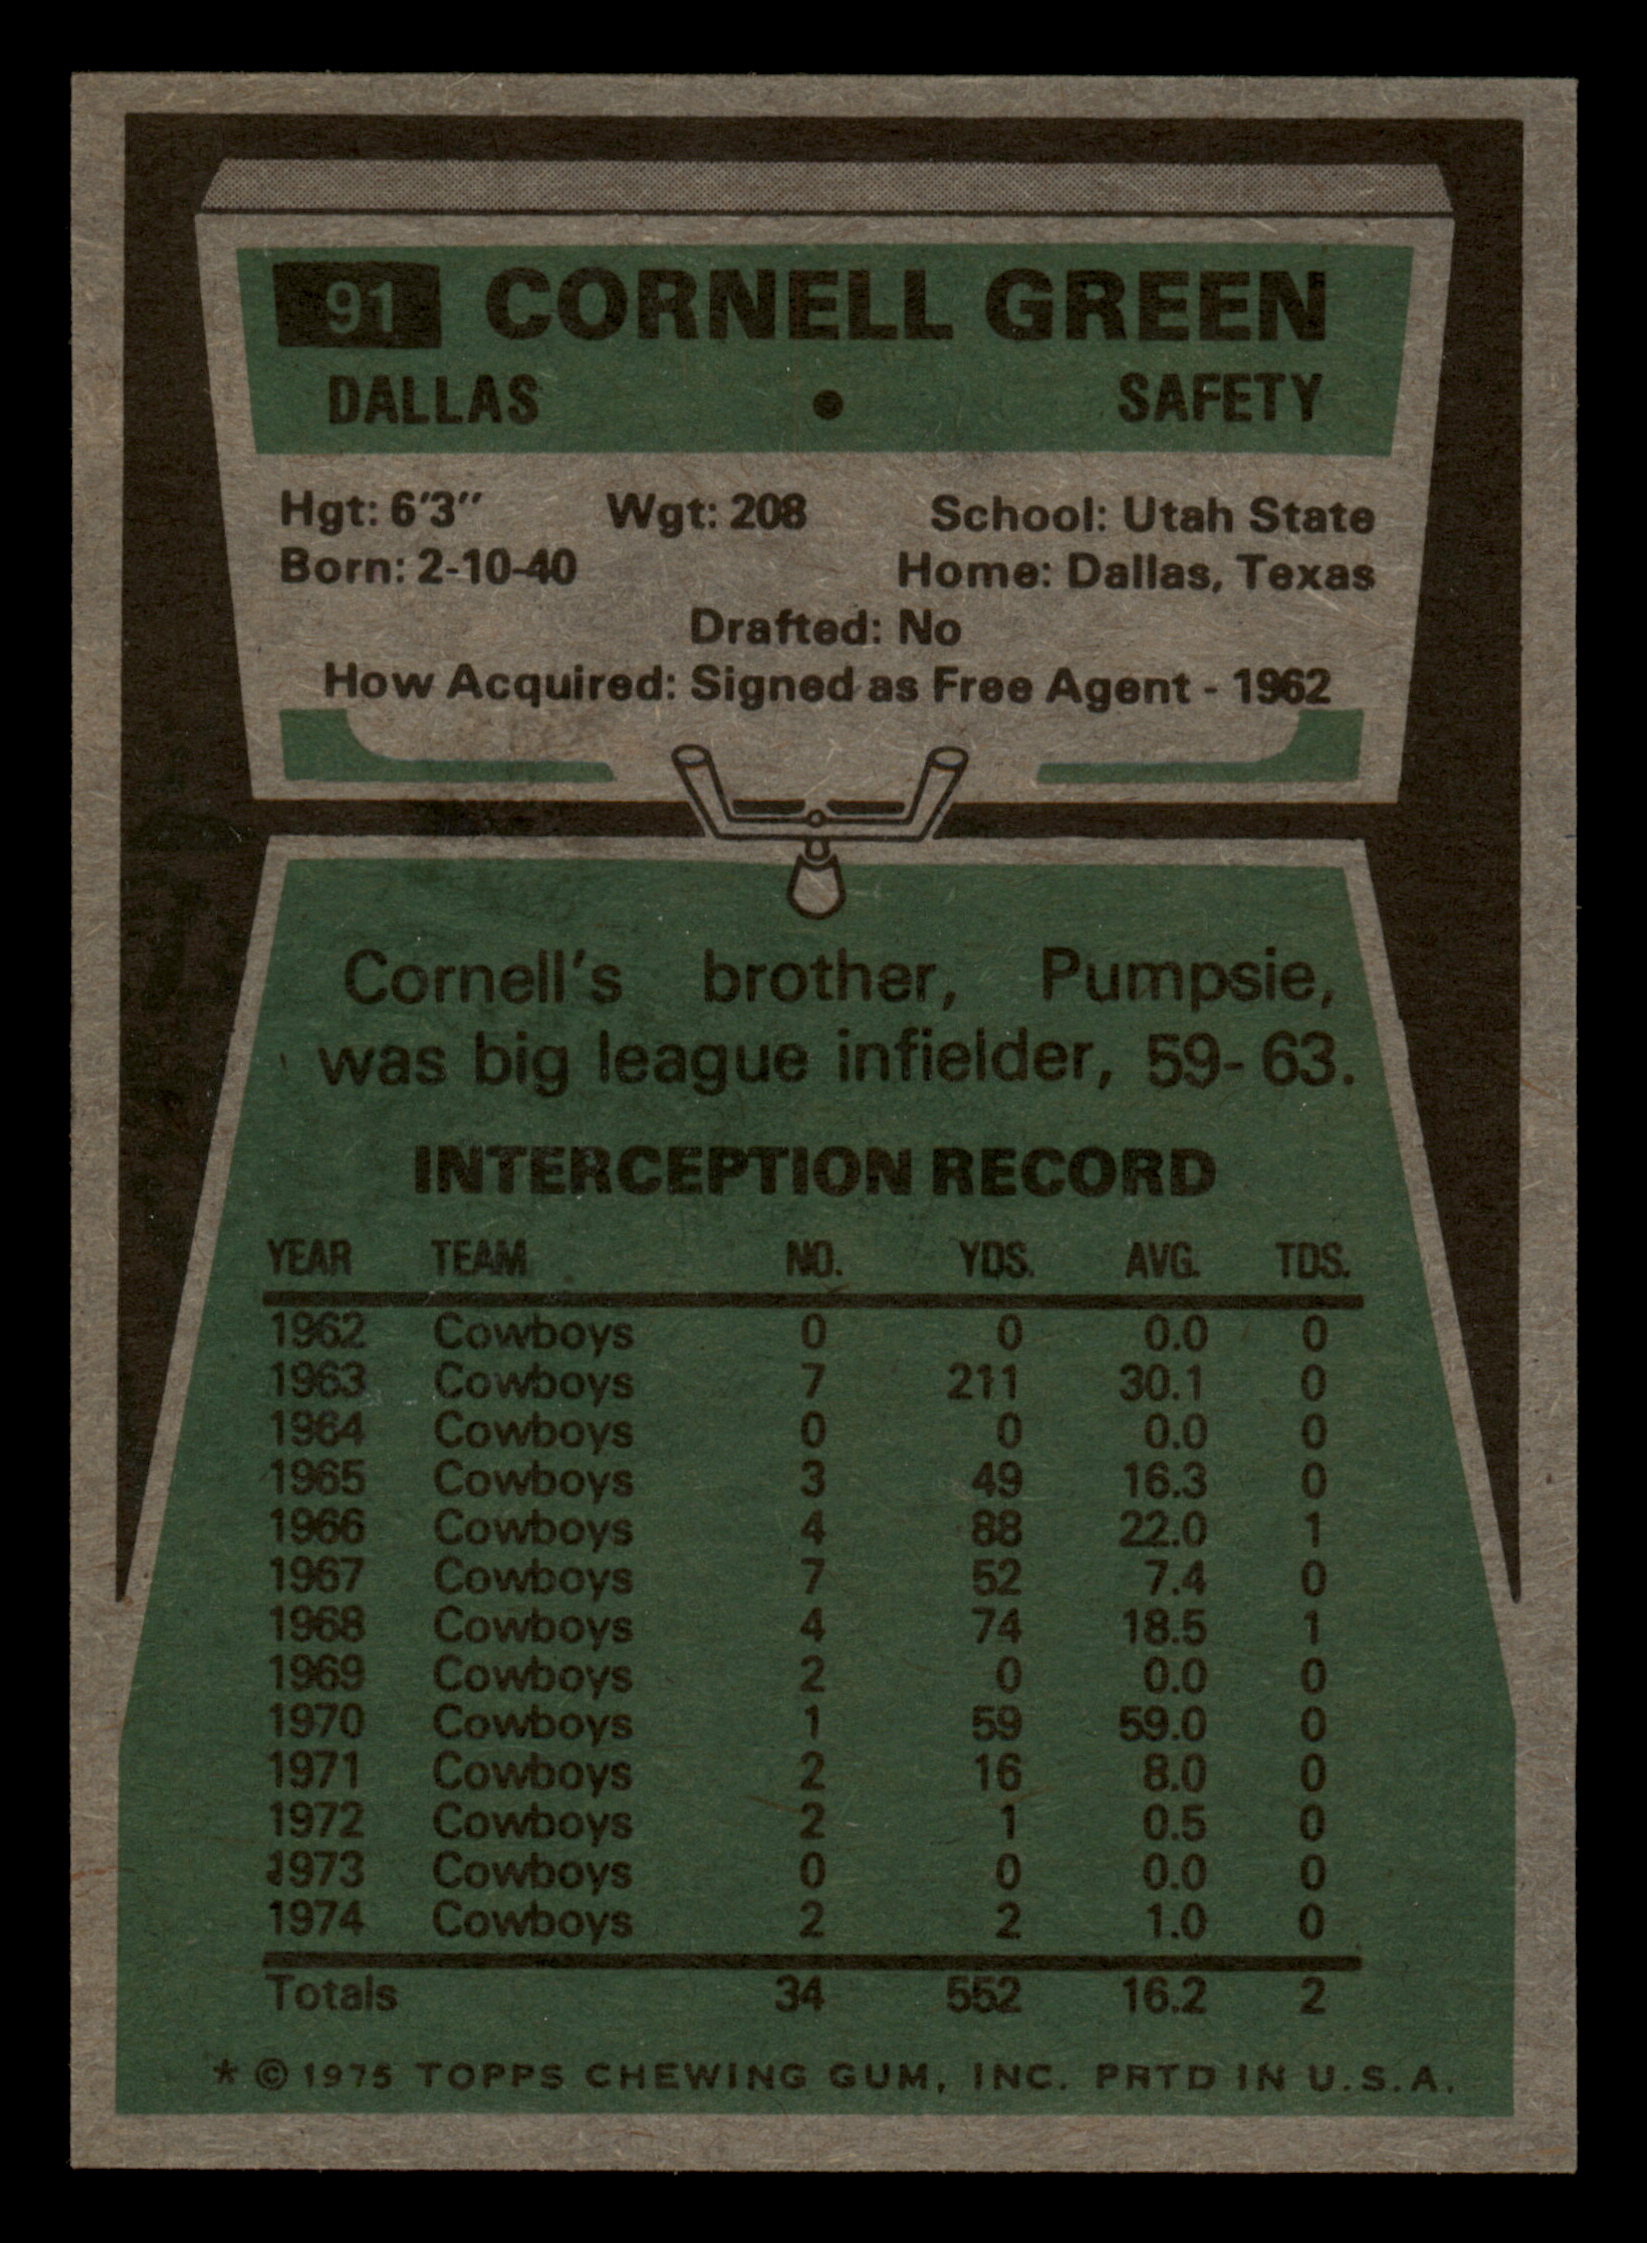 91 CORNELL GREEN
DALLAS • SAFETY
Hgt: 6'3" Wgt: 208 School: Utah State
Born: 2-10-40 Home: Dallas, Texas
Drafted: No
How Acquired: Signed as Free Agent - 1962
Cornell's brother, Pumpsie,
was big league infielder, 59-63.
INTERCEPTION RECORD
YEAR TEAM NO. YDS. AVG. TDS.
1962 Cowboys 0 0 0.0 0
1963 Cowboys 7 211 30.1 0
1964 Cowboys 0 0 0.0 0
1965 Cowboys 3 49 16.3 0
1966 Cowboys 4 88 22.0 1
1967 Cowboys 7 52 7.4 0
1968 Cowboys 4 74 18.5 1
1969 Cowboys 2 0 0.0 0
1970 Cowboys 1 59 59.0 0
1971 Cowboys 2 16 8.0 0
1972 Cowboys 2 1 0.5 0
1973 Cowboys 0 0 0.0 0
1974 Cowboys 2 2 1.0 0
Totals 34 552 16.2 2
* © 1975 TOPPS CHEWING GUM, INC. PRTD IN U.S.A.